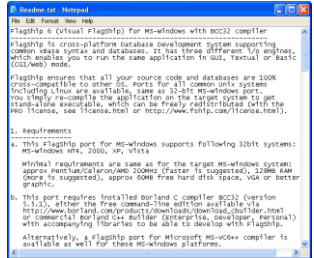 Readme.txt - Notepad
File Edit Format View Help
FlagShip 6 (Visual FlagShip) for MS-Windows with BCC32 compiler
FlagShip is cross-platform Database Development System supporting
common xBase syntax and databases. It has three different i/o engines,
which enables you to run the same application in GUI, Textual or Basic
(CGI/Web) mode.
FlagShip ensures that all your source code and databases are 100%
cross-compatible to other OS. Ports for all common Unix systems
including Linux are available, same as 32-bit MS-Windows port.
You simply re-compile the application on the target system to get
stand-alone executable, which can be freely redistributed (with the
PRO license, see license.html or http://www.fship.com/license.html).
1. Requirements
---------------
a. This FlagShip port for MS-Windows supports following 32bit systems:
MS-Windows NT4, 2000, XP, Vista
Minimal requirements are same as for the target MS-Windows system:
approx Pentium/Celeron/AMD 200MHz (faster is suggested), 128MB RAM
(more is suggested), approx 60MB free hard disk space, VGA or better
graphic.
b. This port requires installed Borland C compiler BCC32 (version
5.5.1), either the free command-line edition available via
http://www.borland.com/products/downloads/download_cbuilder.html
or commercial Borland C++ Builder (Enterprise, Developer, Personal)
with accompanying libraries to be able to develop with FlagShip.
Alternatively, a FlagShip port for Microsoft MS-VC6++ compiler is
available as well for these MS-Windows platforms.